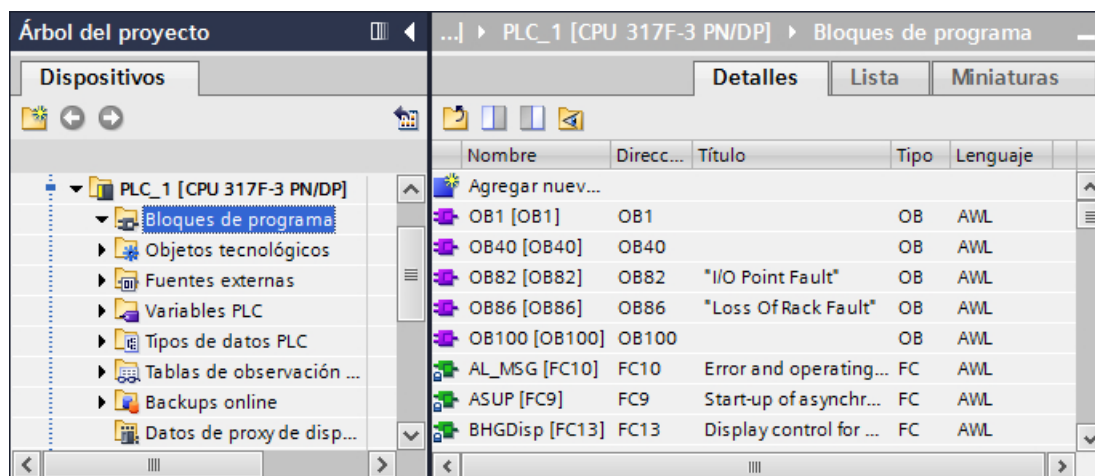 Árbol del proyecto
Dispositivos
PLC_1 [CPU 317F-3 PN/DP]
Bloques de programa
Objetos tecnológicos
Fuentes externas
Variables PLC
Tipos de datos PLC
Tablas de observación ...
Backups online
Datos de proxy de disp...
... PLC_1 [CPU 317F-3 PN/DP] Bloques de programa
Detalles Lista Miniaturas
Nombre Direcc... Título Tipo Lenguaje
Agregar nuev...
OB1 [OB1] OB1 OB AWL
OB40 [OB40] OB40 OB AWL
OB82 [OB82] OB82 "I/O Point Fault" OB AWL
OB86 [OB86] OB86 "Loss Of Rack Fault" OB AWL
OB100 [OB100] OB100 OB AWL
AL_MSG [FC10] FC10 Error and operating... FC AWL
ASUP [FC9] FC9 Start-up of asynchr... FC AWL
BHGDisp [FC13] FC13 Display control for ... FC AWL